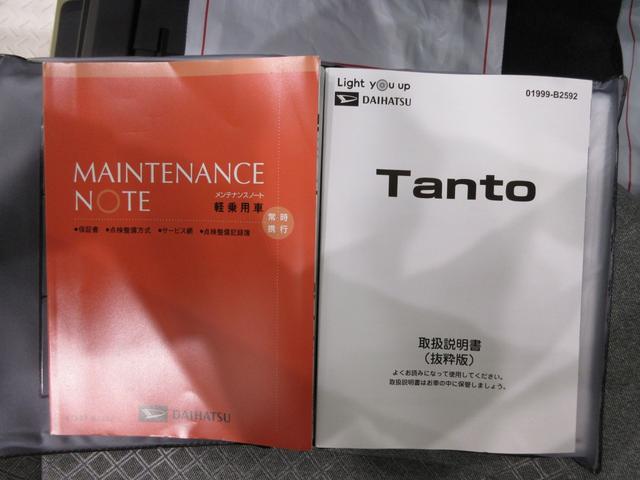 MAINTENANCE
NOTE
メンテナンスノート
軽乗用車
常時
携行
●保証書 ●点検整備方式 ●サービス網 ●点検整備記録簿
DAIHATSU
Light you up
DAIHATSU
01999-B2592
Tanto
取扱説明書
(抜粋版)
よくお読みになって使用してください。
取扱説明書はお車の中に保管しましょう。